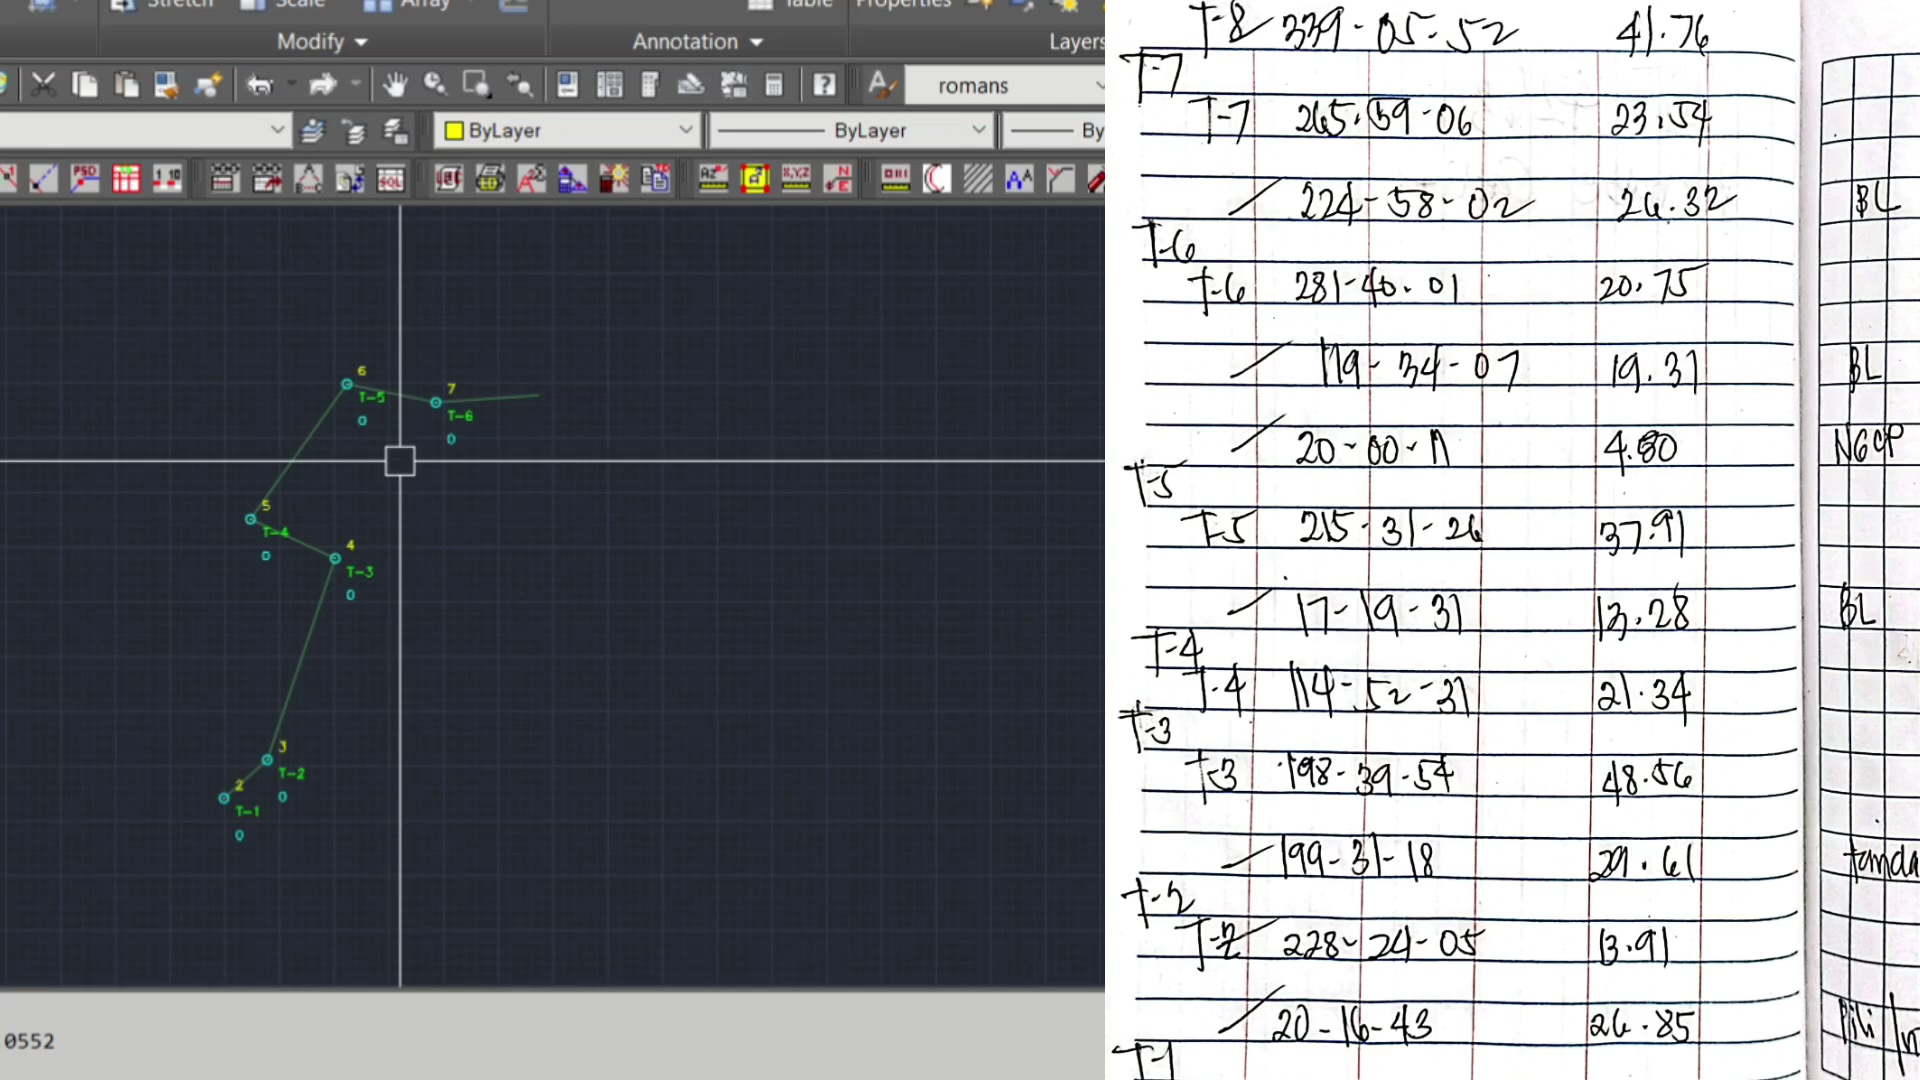 Stretch Scale Array Table Properties
Modify Annotation Layers
romans
ByLayer ByLayer By
6
T-5
0
7
T-6
0
5
T-4
0
4
T-3
0
3
T-2
0
2
T-1
0
0552
T-8 339-05-52 41.76
T-7
T-7 265-59-06 23.54
224-58-02 26.32
BL
T-6
T-6 281-40-01 20.75
119-34-07 19.31
BL
20-00-11 4.80
NGCP
T-5
T-5 215-31-26 37.91
17-19-31 13.28
BL
T-4
T-4 114-52-31 21.34
T-3
T-3 198-39-54 48.56
199-31-18 29.61
T-2
T-2 228-24-05 13.91
20-16-43 26.85
Pili
T-1